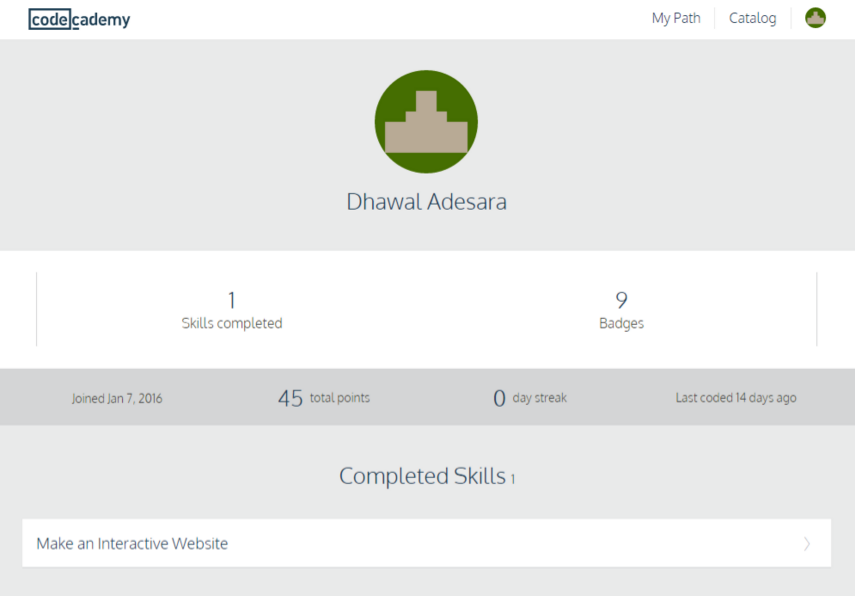 codecademy My Path Catalog
Dhawal Adesara
1 9
Skills completed Badges
Joined Jan 7, 2016 45 total points 0 day streak Last coded 14 days ago
Completed Skills 1
Make an Interactive Website